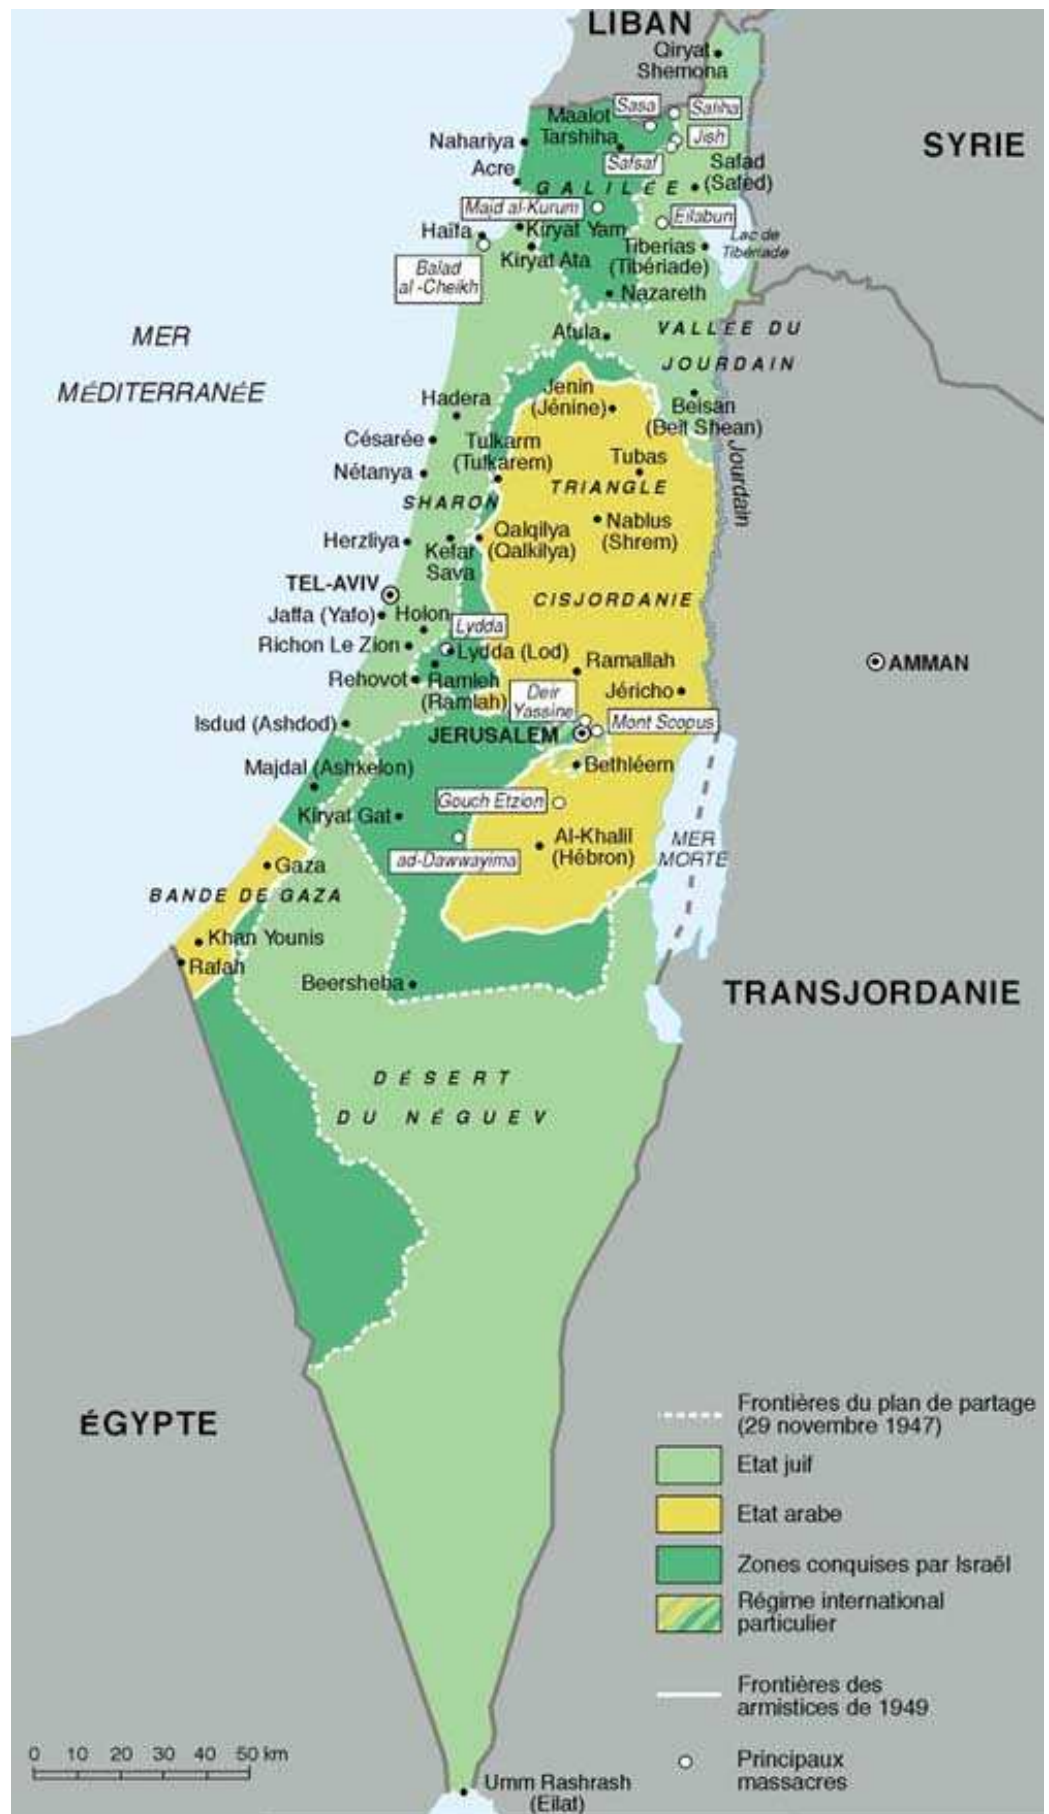 LIBAN
Qiryat
Shemona
Sasa
Saliha
Maalot
Tarshiha
Jish
SYRIE
Nahariya
Safsaf
Safad
(Safed)
Acre
GALILÉE
Majd al-Kurum
Eilabun
Haïfa
Kiryat Yam
Lac de
Tibériade
Kiryat Ata
Tiberias
(Tibériade)
Balad
al-Cheikh
Nazareth
MER
MÉDITERRANÉE
Afula
VALLÉE DU
JOURDAIN
Jenin
(Jénine)
Hadera
Beisan
(Beit Shean)
Césarée
Tulkarm
(Tulkarem)
Jourdain
Nétanya
Tubas
TRIANGLE
SHARON
Nablus
(Shrem)
Herzliya
Kefar
Sava
Qalqilya
(Qalkilya)
TEL-AVIV
CISJORDANIE
Jaffa (Yafo)
Holon
Lydda
Richon Le Zion
Lydda (Lod)
Ramallah
AMMAN
Rehovot
Ramleh
(Ramlah)
Jéricho
Deir
Yassine
Mont Scopus
Isdud (Ashdod)
JERUSALEM
Majdal (Ashkelon)
Bethléem
Gouch Etzion
Kiryat Gat
Al-Khalil
(Hébron)
MER
MORTE
ad-Dawwayima
Gaza
BANDE DE GAZA
Khan Younis
Rafah
Beersheba
TRANSJORDANIE
DÉSERT
DU NÉGUEV
ÉGYPTE
Frontières du plan de partage
(29 novembre 1947)
Etat juif
Etat arabe
Zones conquises par Israël
Régime international
particulier
Frontières des
armistices de 1949
Principaux
massacres
0 10 20 30 40 50 km
Umm Rashrash
(Eilat)